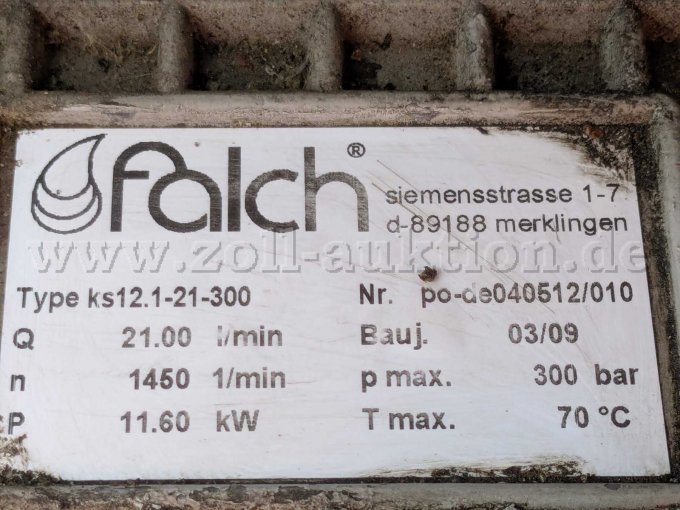 falch®
siemensstrasse 1-7
d-89188 merklingen
www.zoll-auktion.de
Type ks12.1-21-300 Nr. po-de040512/010
Q 21.00 l/min Bauj. 03/09
n 1450 1/min p max. 300 bar
P 11.60 kW T max. 70 °C